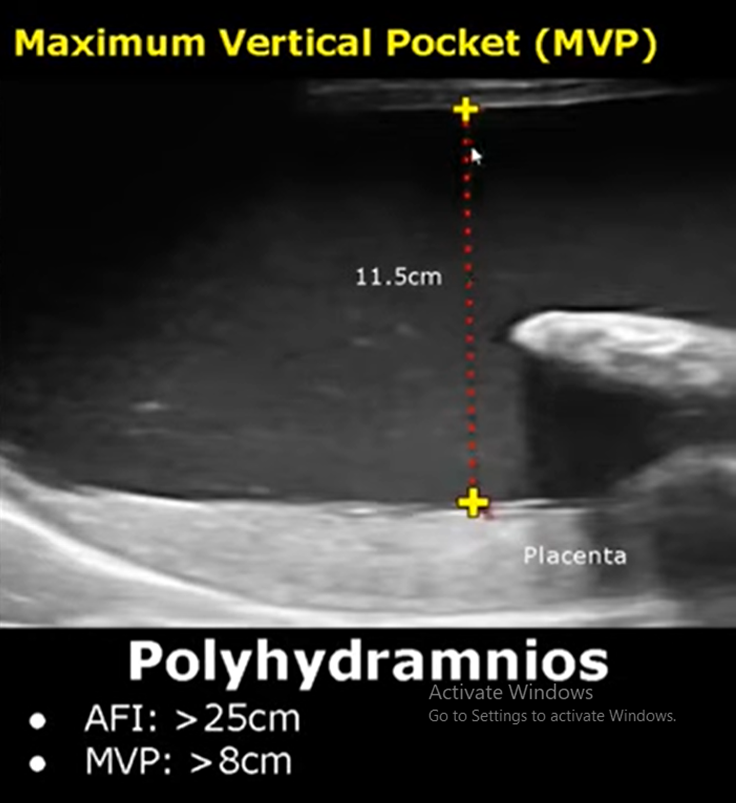 Maximum Vertical Pocket (MVP)
11.5cm
Placenta
Polyhydramnios
Activate Windows
Go to Settings to activate Windows.
• AFI: >25cm
• MVP: >8cm